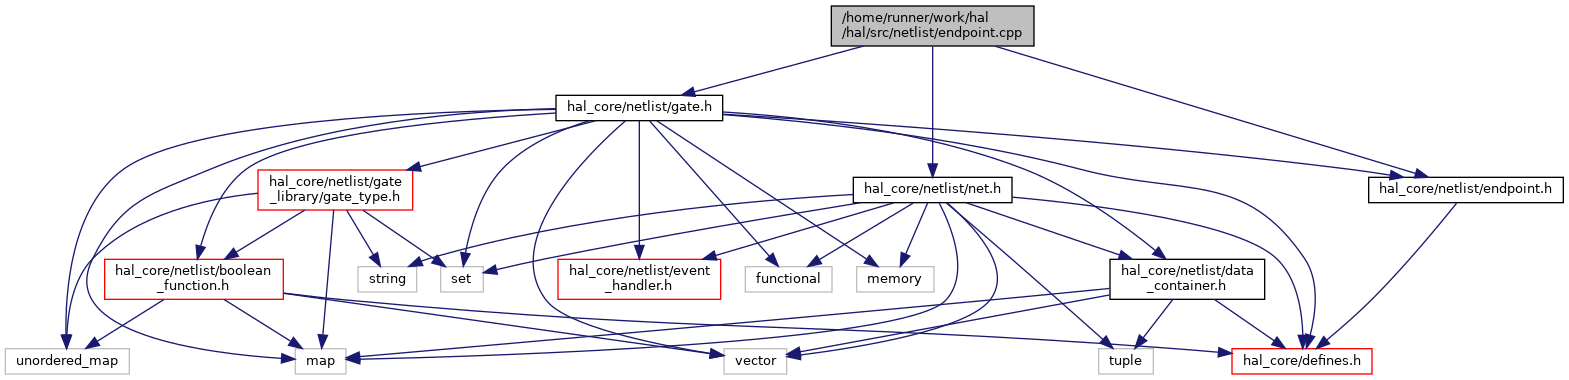 /home/runner/work/hal
/hal/src/netlist/endpoint.cpp
hal_core/netlist/gate.h
hal_core/netlist/gate
_library/gate_type.h
hal_core/netlist/net.h
hal_core/netlist/endpoint.h
hal_core/netlist/boolean
_function.h
string
set
hal_core/netlist/event
_handler.h
functional
memory
hal_core/netlist/data
_container.h
unordered_map
map
vector
tuple
hal_core/defines.h